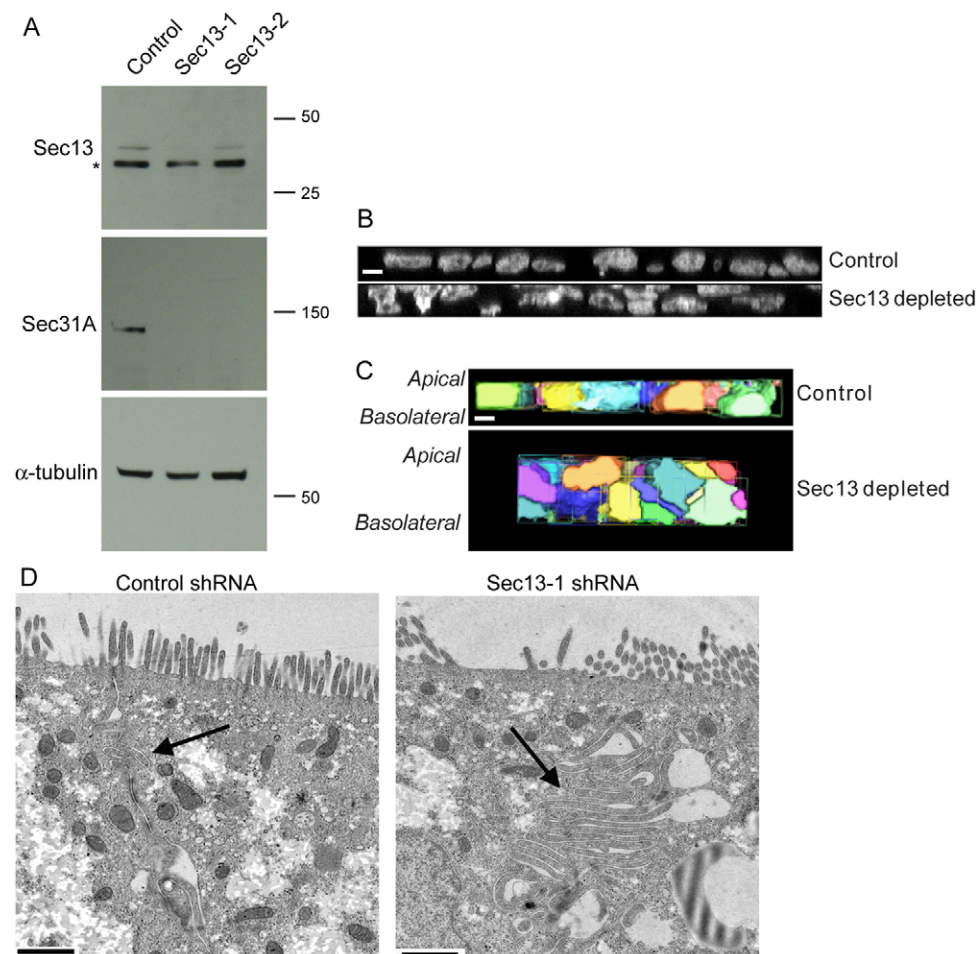 A
Control
Sec13-1
Sec13-2
Sec13
*
50
25
Sec31A
150
α-tubulin
50
B
Control
Sec13 depleted
C
Apical
Basolateral
Control
Apical
Basolateral
Sec13 depleted
D
Control shRNA
Sec13-1 shRNA